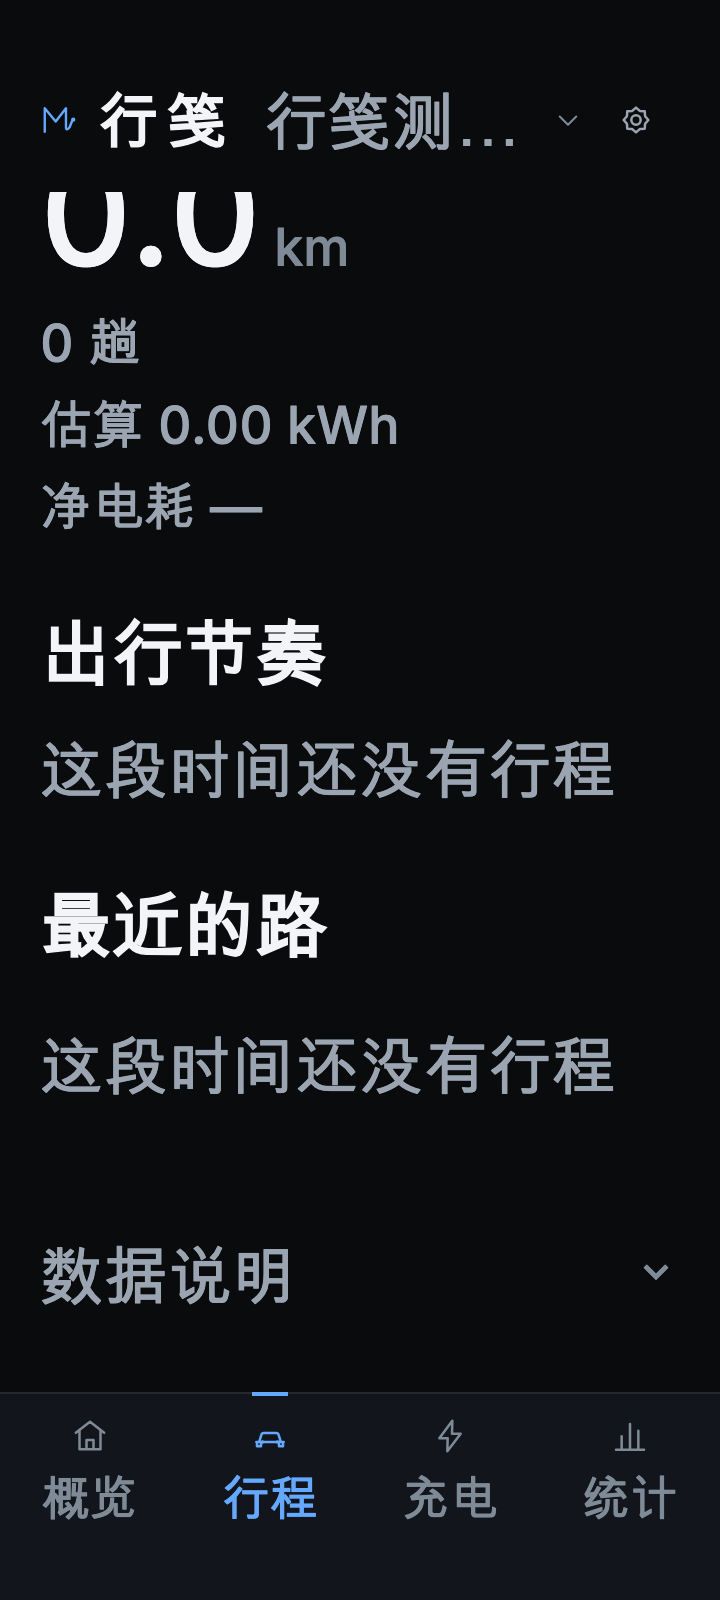 行笺 行笺测...
0.0 km
0 趟
估算 0.00 kWh
净电耗 —
出行节奏
这段时间还没有行程
最近的路
这段时间还没有行程
数据说明
概览 行程 充电 统计